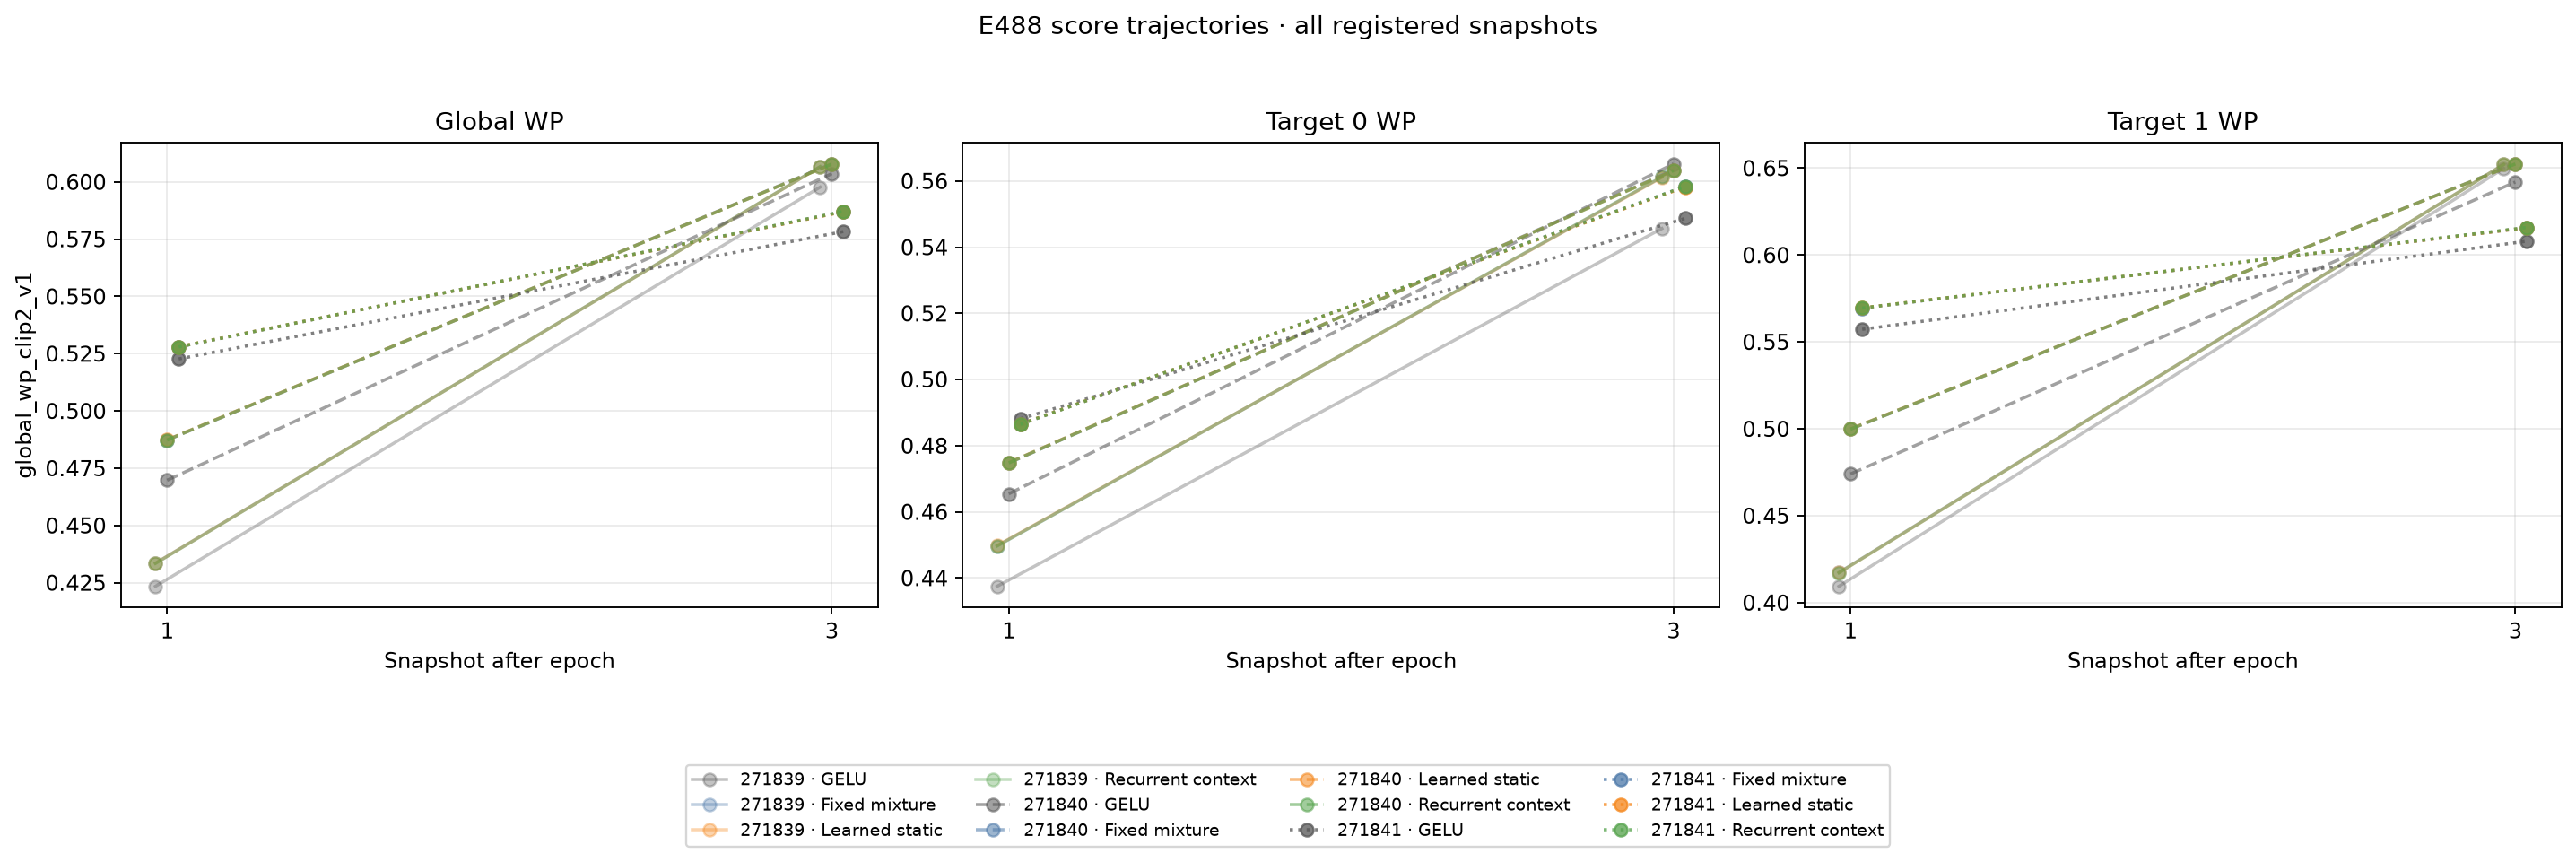 E488 score trajectories · all registered snapshots
Global WP
Target 0 WP
Target 1 WP
global_wp_clip2_v1
0.600
0.575
0.550
0.525
0.500
0.475
0.450
0.425
1
3
Snapshot after epoch
0.56
0.54
0.52
0.50
0.48
0.46
0.44
1
3
Snapshot after epoch
0.65
0.60
0.55
0.50
0.45
0.40
1
3
Snapshot after epoch
271839 · GELU
271839 · Fixed mixture
271839 · Learned static
271839 · Recurrent context
271840 · GELU
271840 · Fixed mixture
271840 · Learned static
271840 · Recurrent context
271841 · GELU
271841 · Fixed mixture
271841 · Learned static
271841 · Recurrent context